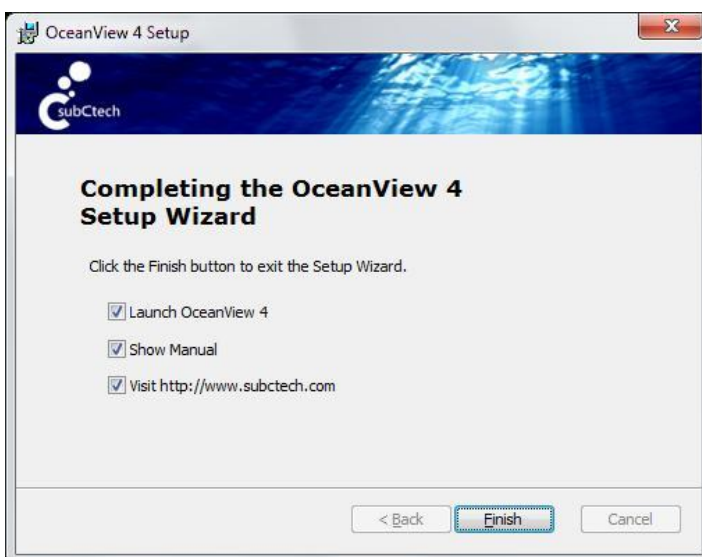 OceanView 4 Setup
subCtech
Completing the OceanView 4
Setup Wizard
Click the Finish button to exit the Setup Wizard.
Launch OceanView 4
Show Manual
Visit http://www.subctech.com
< Back
Finish
Cancel